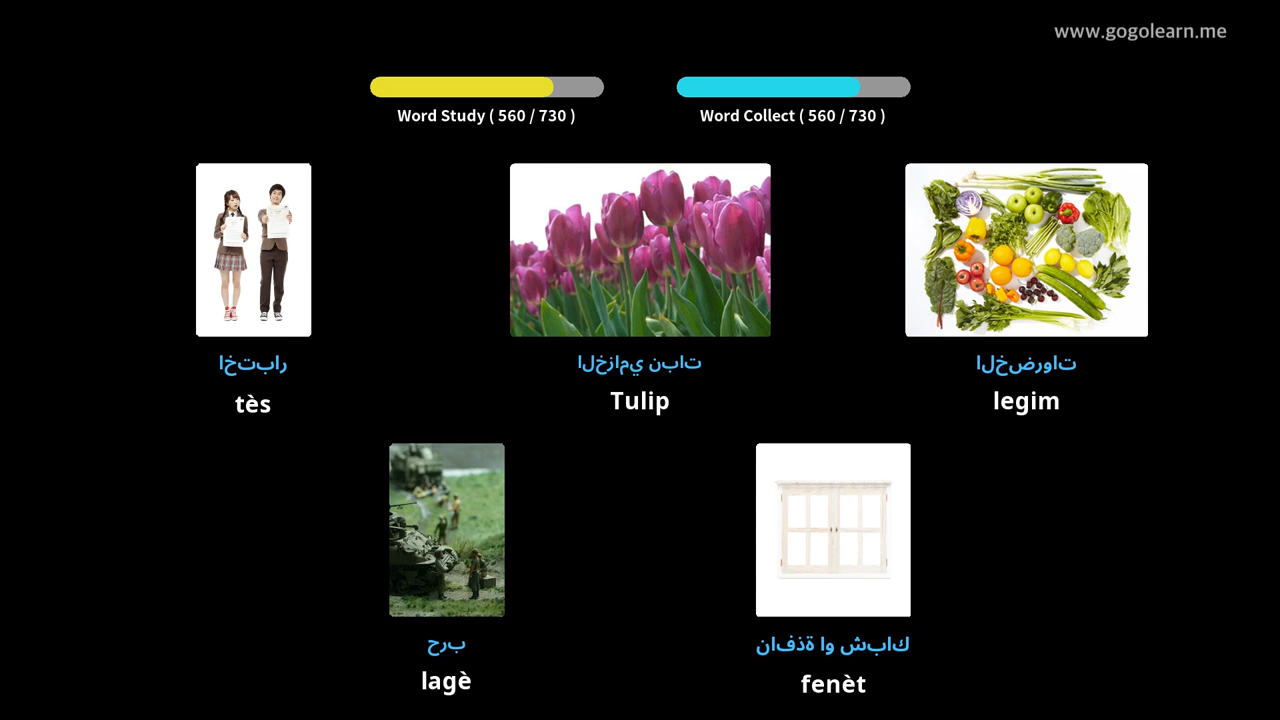 www.gogolearn.me
Word Study ( 560 / 730 )
Word Collect ( 560 / 730 )
اختبار
الخزامي نبات
الخضروات
tès
Tulip
legim
حرب
نافذة او شباك
lagè
fenèt